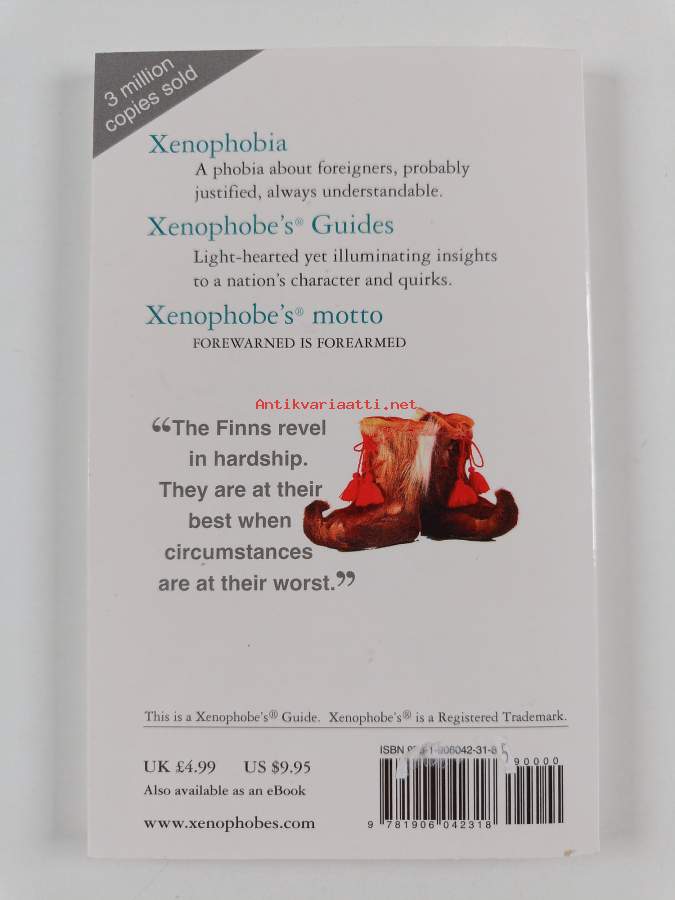 3 million
copies sold
Xenophobia
A phobia about foreigners, probably
justified, always understandable.
Xenophobe's® Guides
Light-hearted yet illuminating insights
to a nation's character and quirks.
Xenophobe's® motto
FOREWARNED IS FOREARMED
Antikvariaatti.net
“The Finns revel
in hardship.
They are at their
best when
circumstances
are at their worst.”
This is a Xenophobe's® Guide. Xenophobe's® is a Registered Trademark.
UK £4.99 US $9.95
Also available as an eBook
www.xenophobes.com
ISBN
90000
9 781906 042318